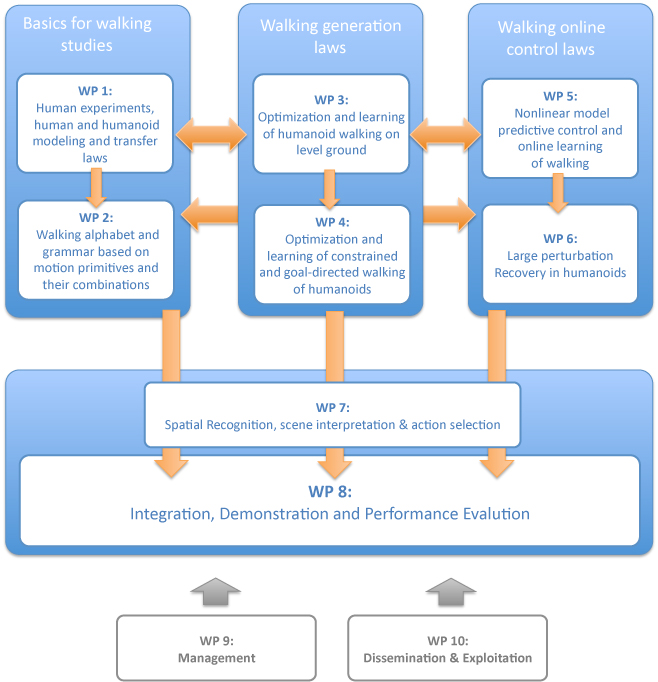 Basics for walking
studies
WP 1:
Human experiments,
human and humanoid
modeling and transfer
laws
WP 2:
Walking alphabet and
grammar based on
motion primitives and
their combinations
Walking generation
laws
WP 3:
Optimization and learning
of humanoid walking on
level ground
WP 4:
Optimization and
learning of constrained
and goal-directed walking
of humanoids
Walking online
control laws
WP 5:
Nonlinear model
predictive control and
online learning
of walking
WP 6:
Large perturbation
Recovery in humanoids
WP 7:
Spatial Recognition, scene interpretation & action selection
WP 8:
Integration, Demonstration and Performance Evalution
WP 9:
Management
WP 10:
Dissemination & Exploitation